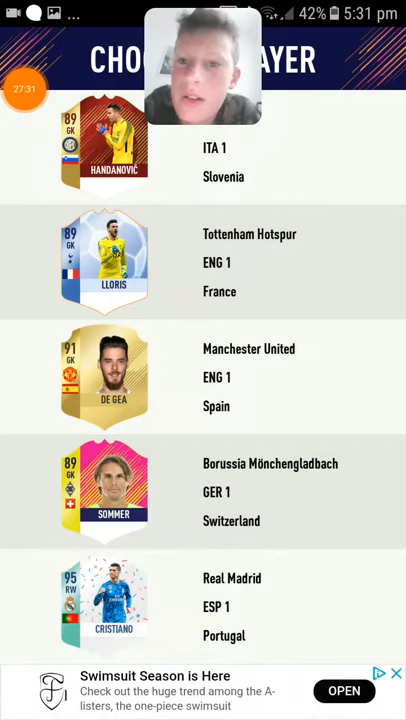 ... 42% 5:31 pm
CHO AYER
27:31
89
GK
HANDANOVIČ
ITA 1
Slovenia
89
GK
LLORIS
Tottenham Hotspur
ENG 1
France
91
GK
DE GEA
Manchester United
ENG 1
Spain
89
GK
SOMMER
Borussia Mönchengladbach
GER 1
Switzerland
95
RW
CRISTIANO
Real Madrid
ESP 1
Portugal
Swimsuit Season is Here
Check out the huge trend among the A-
listers, the one-piece swimsuit
OPEN